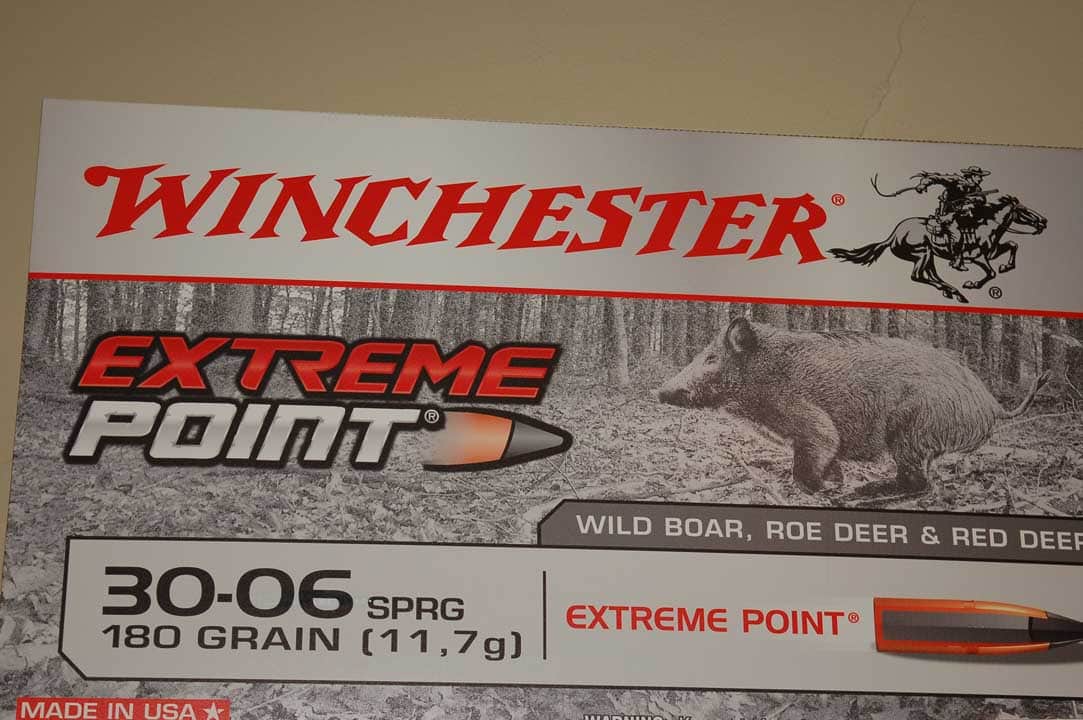 WINCHESTER®
®
EXTREME
POINT®
WILD BOAR, ROE DEER & RED DEER
30-06 SPRG
180 GRAIN (11,7g)
EXTREME POINT®
MADE IN USA
WARNING: